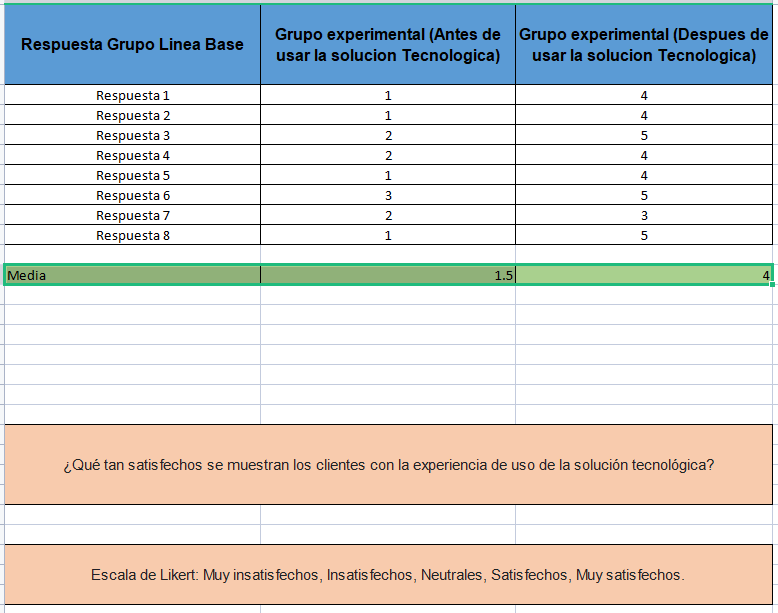 Respuesta Grupo Linea Base
Grupo experimental (Antes de
usar la solucion Tecnologica)
Grupo experimental (Despues de
usar la solucion Tecnologica)
Respuesta 1 1 4
Respuesta 2 1 4
Respuesta 3 2 5
Respuesta 4 2 4
Respuesta 5 1 4
Respuesta 6 3 5
Respuesta 7 2 3
Respuesta 8 1 5
Media 1.5 4
¿Qué tan satisfechos se muestran los clientes con la experiencia de uso de la solución tecnológica?
Escala de Likert: Muy insatisfechos, Insatisfechos, Neutrales, Satisfechos, Muy satisfechos.